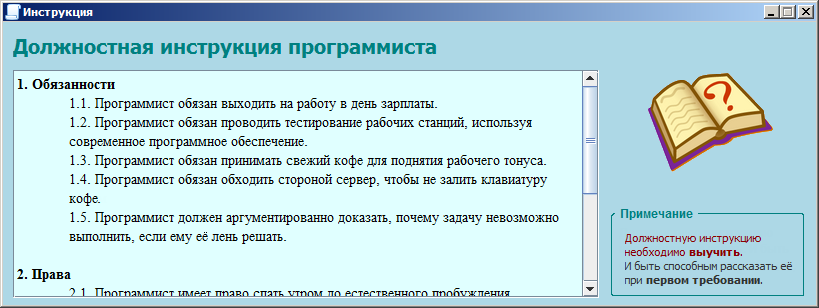 Инструкция
Должностная инструкция программиста
1. Обязанности
1.1. Программист обязан выходить на работу в день зарплаты.
1.2. Программист обязан проводить тестирование рабочих станций, используя
современное программное обеспечение.
1.3. Программист обязан принимать свежий кофе для поднятия рабочего тонуса.
1.4. Программист обязан обходить стороной сервер, чтобы не залить клавиатуру
кофе.
1.5. Программист должен аргументированно доказать, почему задачу невозможно
выполнить, если ему её лень решать.
2. Права
2.1. Программист имеет право спать утром до естественного пробуждения
?
Примечание
Должностную инструкцию
необходимо выучить.
И быть способным рассказать её
при первом требовании.